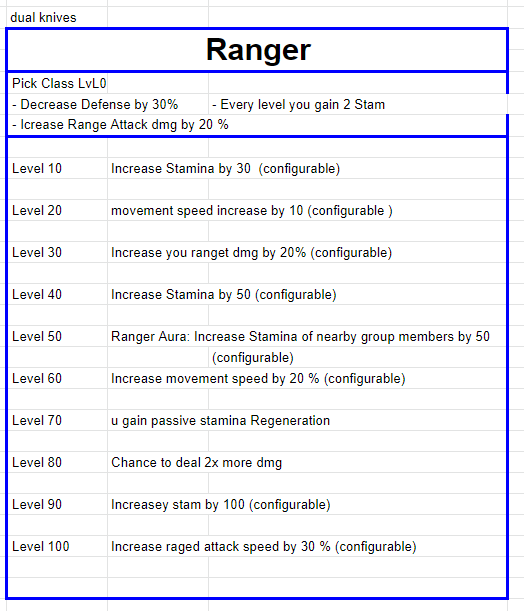 dual knives
Ranger
Pick Class LvL0
- Decrease Defense by 30% - Every level you gain 2 Stam
- Icrease Range Attack dmg by 20 %
Level 10 Increase Stamina by 30 (configurable)
Level 20 movement speed increase by 10 (configurable )
Level 30 Increase you ranget dmg by 20% (configurable)
Level 40 Increase Stamina by 50 (configurable)
Level 50 Ranger Aura: Increase Stamina of nearby group members by 50
(configurable)
Level 60 Increase movement speed by 20 % (configurable)
Level 70 u gain passive stamina Regeneration
Level 80 Chance to deal 2x more dmg
Level 90 Increasey stam by 100 (configurable)
Level 100 Increase raged attack speed by 30 % (configurable)